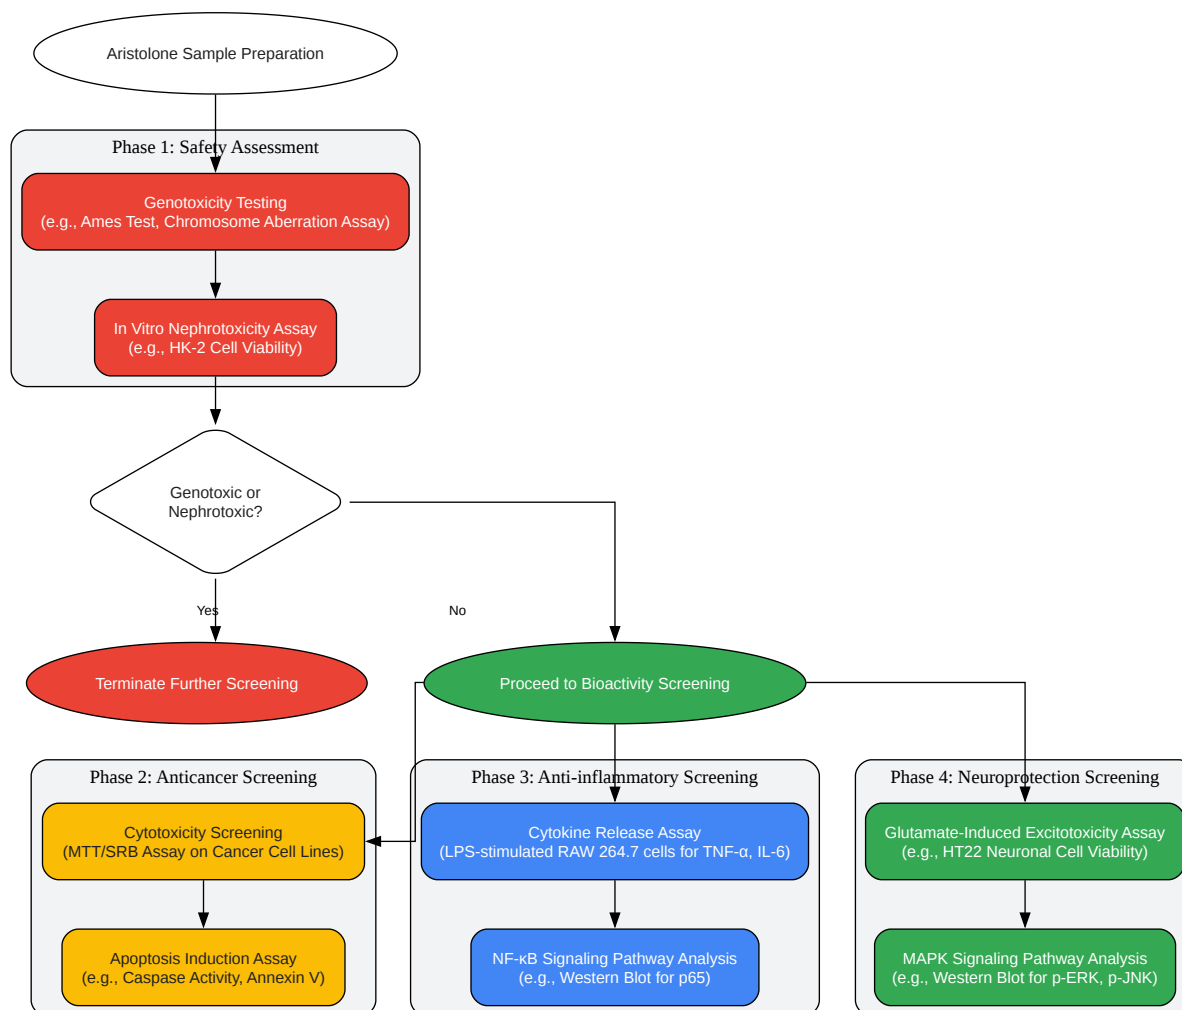 Aristolone Sample Preparation
Phase 1: Safety Assessment
Genotoxicity Testing
(e.g., Ames Test, Chromosome Aberration Assay)
In Vitro Nephrotoxicity Assay
(e.g., HK-2 Cell Viability)
Genotoxic or
Nephrotoxic?
Yes
No
Terminate Further Screening
Proceed to Bioactivity Screening
Phase 2: Anticancer Screening
Cytotoxicity Screening
(MTT/SRB Assay on Cancer Cell Lines)
Apoptosis Induction Assay
(e.g., Caspase Activity, Annexin V)
Phase 3: Anti-inflammatory Screening
Cytokine Release Assay
(LPS-stimulated RAW 264.7 cells for TNF-α, IL-6)
NF-κB Signaling Pathway Analysis
(e.g., Western Blot for p65)
Phase 4: Neuroprotection Screening
Glutamate-Induced Excitotoxicity Assay
(e.g., HT22 Neuronal Cell Viability)
MAPK Signaling Pathway Analysis
(e.g., Western Blot for p-ERK, p-JNK)